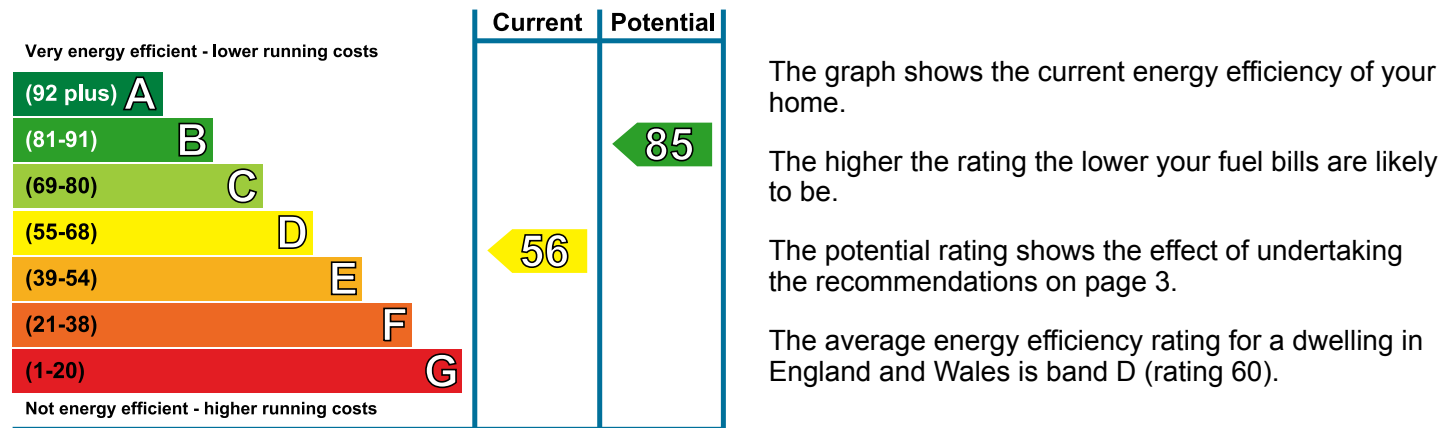 Current Potential
Very energy efficient - lower running costs
(92 plus) A
(81-91) B
85
(69-80) C
(55-68) D
56
(39-54) E
(21-38) F
(1-20) G
Not energy efficient - higher running costs
The graph shows the current energy efficiency of your
home.
The higher the rating the lower your fuel bills are likely
to be.
The potential rating shows the effect of undertaking
the recommendations on page 3.
The average energy efficiency rating for a dwelling in
England and Wales is band D (rating 60).